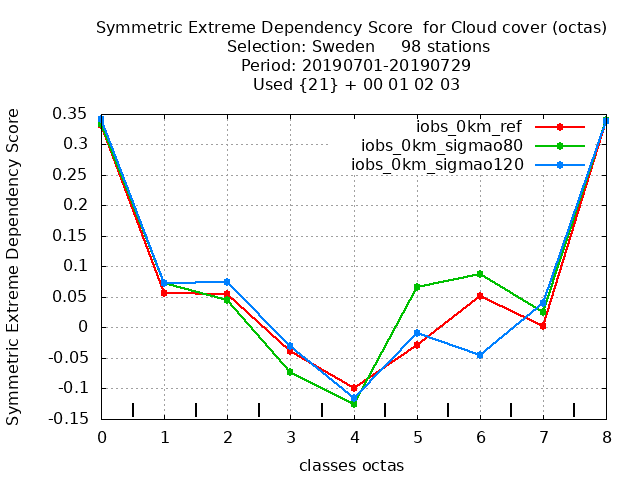 Symmetric Extreme Dependency Score  for Cloud cover (octas)
Selection: Sweden     98 stations
Period: 20190701-20190729
Used {21} + 00 01 02 03
iobs_0km_ref
iobs_0km_sigmao80
iobs_0km_sigmao120
Symmetric Extreme Dependency Score
0.35
0.3
0.25
0.2
0.15
0.1
0.05
0
-0.05
-0.1
-0.15
0 1 2 3 4 5 6 7 8
classes octas